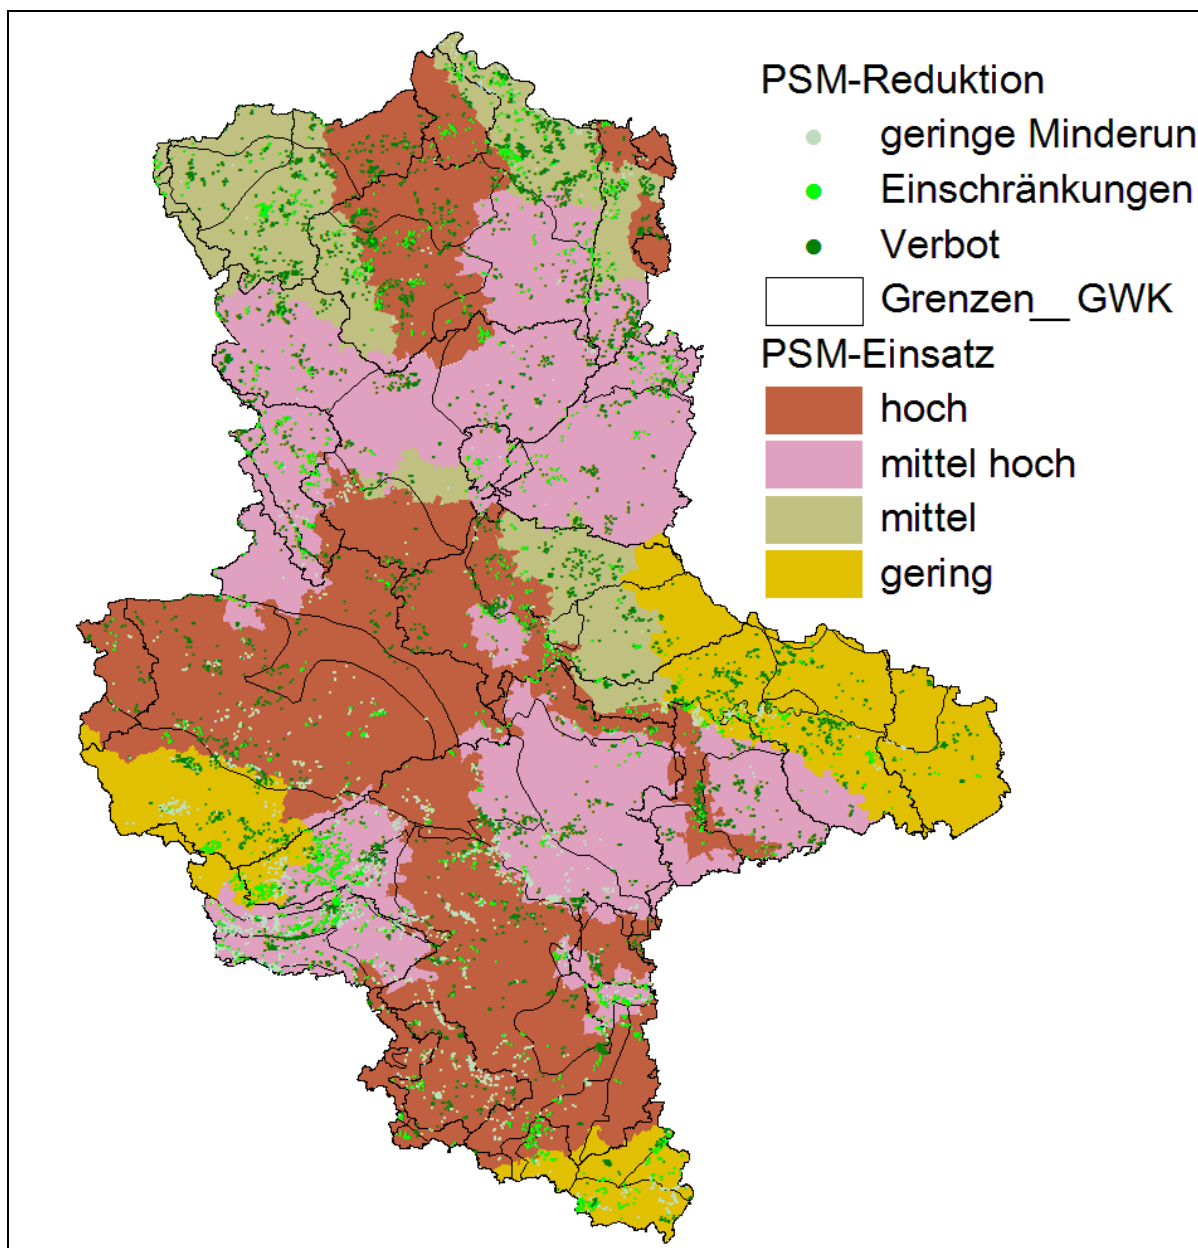 PSM-Reduktion
geringe Minderun
Einschränkungen
Verbot
Grenzen__GWK
PSM-Einsatz
hoch
mittel hoch
mittel
gering